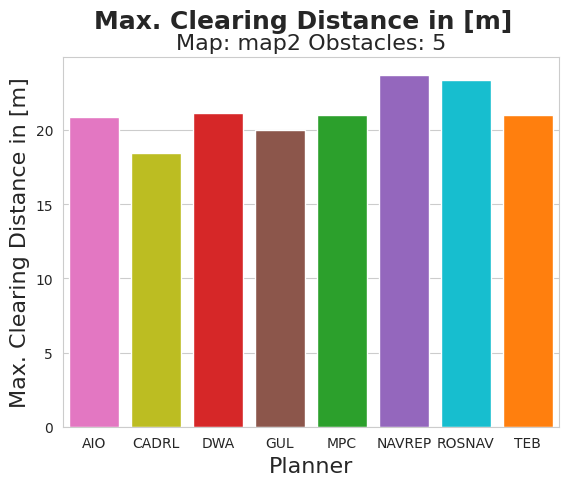 Max. Clearing Distance in [m]
Map: map2 Obstacles: 5
Max. Clearing Distance in [m]
20
15
10
5
0
AIO CADRL DWA GUL MPC NAVREP ROSNAV TEB
Planner